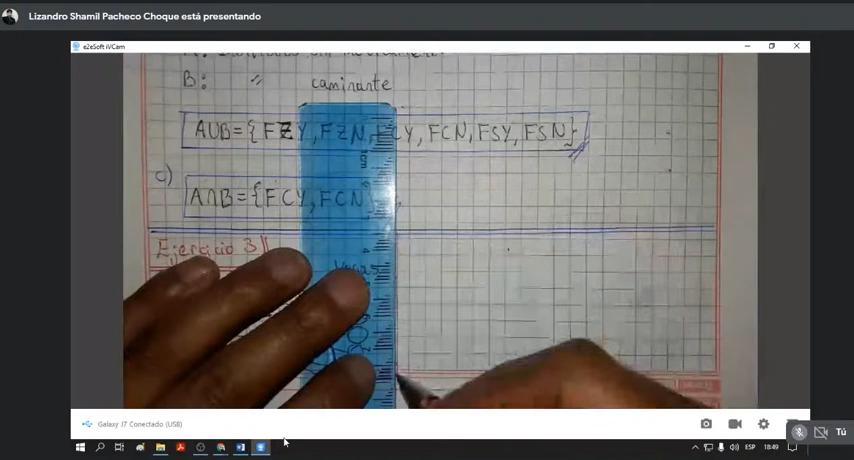 Lizandro Shamil Pacheco Choque está presentando
e2eSoft iVCam
B: " caminante
AUB={FZY, FZN, FCY, FCN, FSY, FSN}
c) A∩B={FCY, FCN}
Ejercicio 3
Galaxy J7 Conectado (USB)
ESP 18:49
Tú